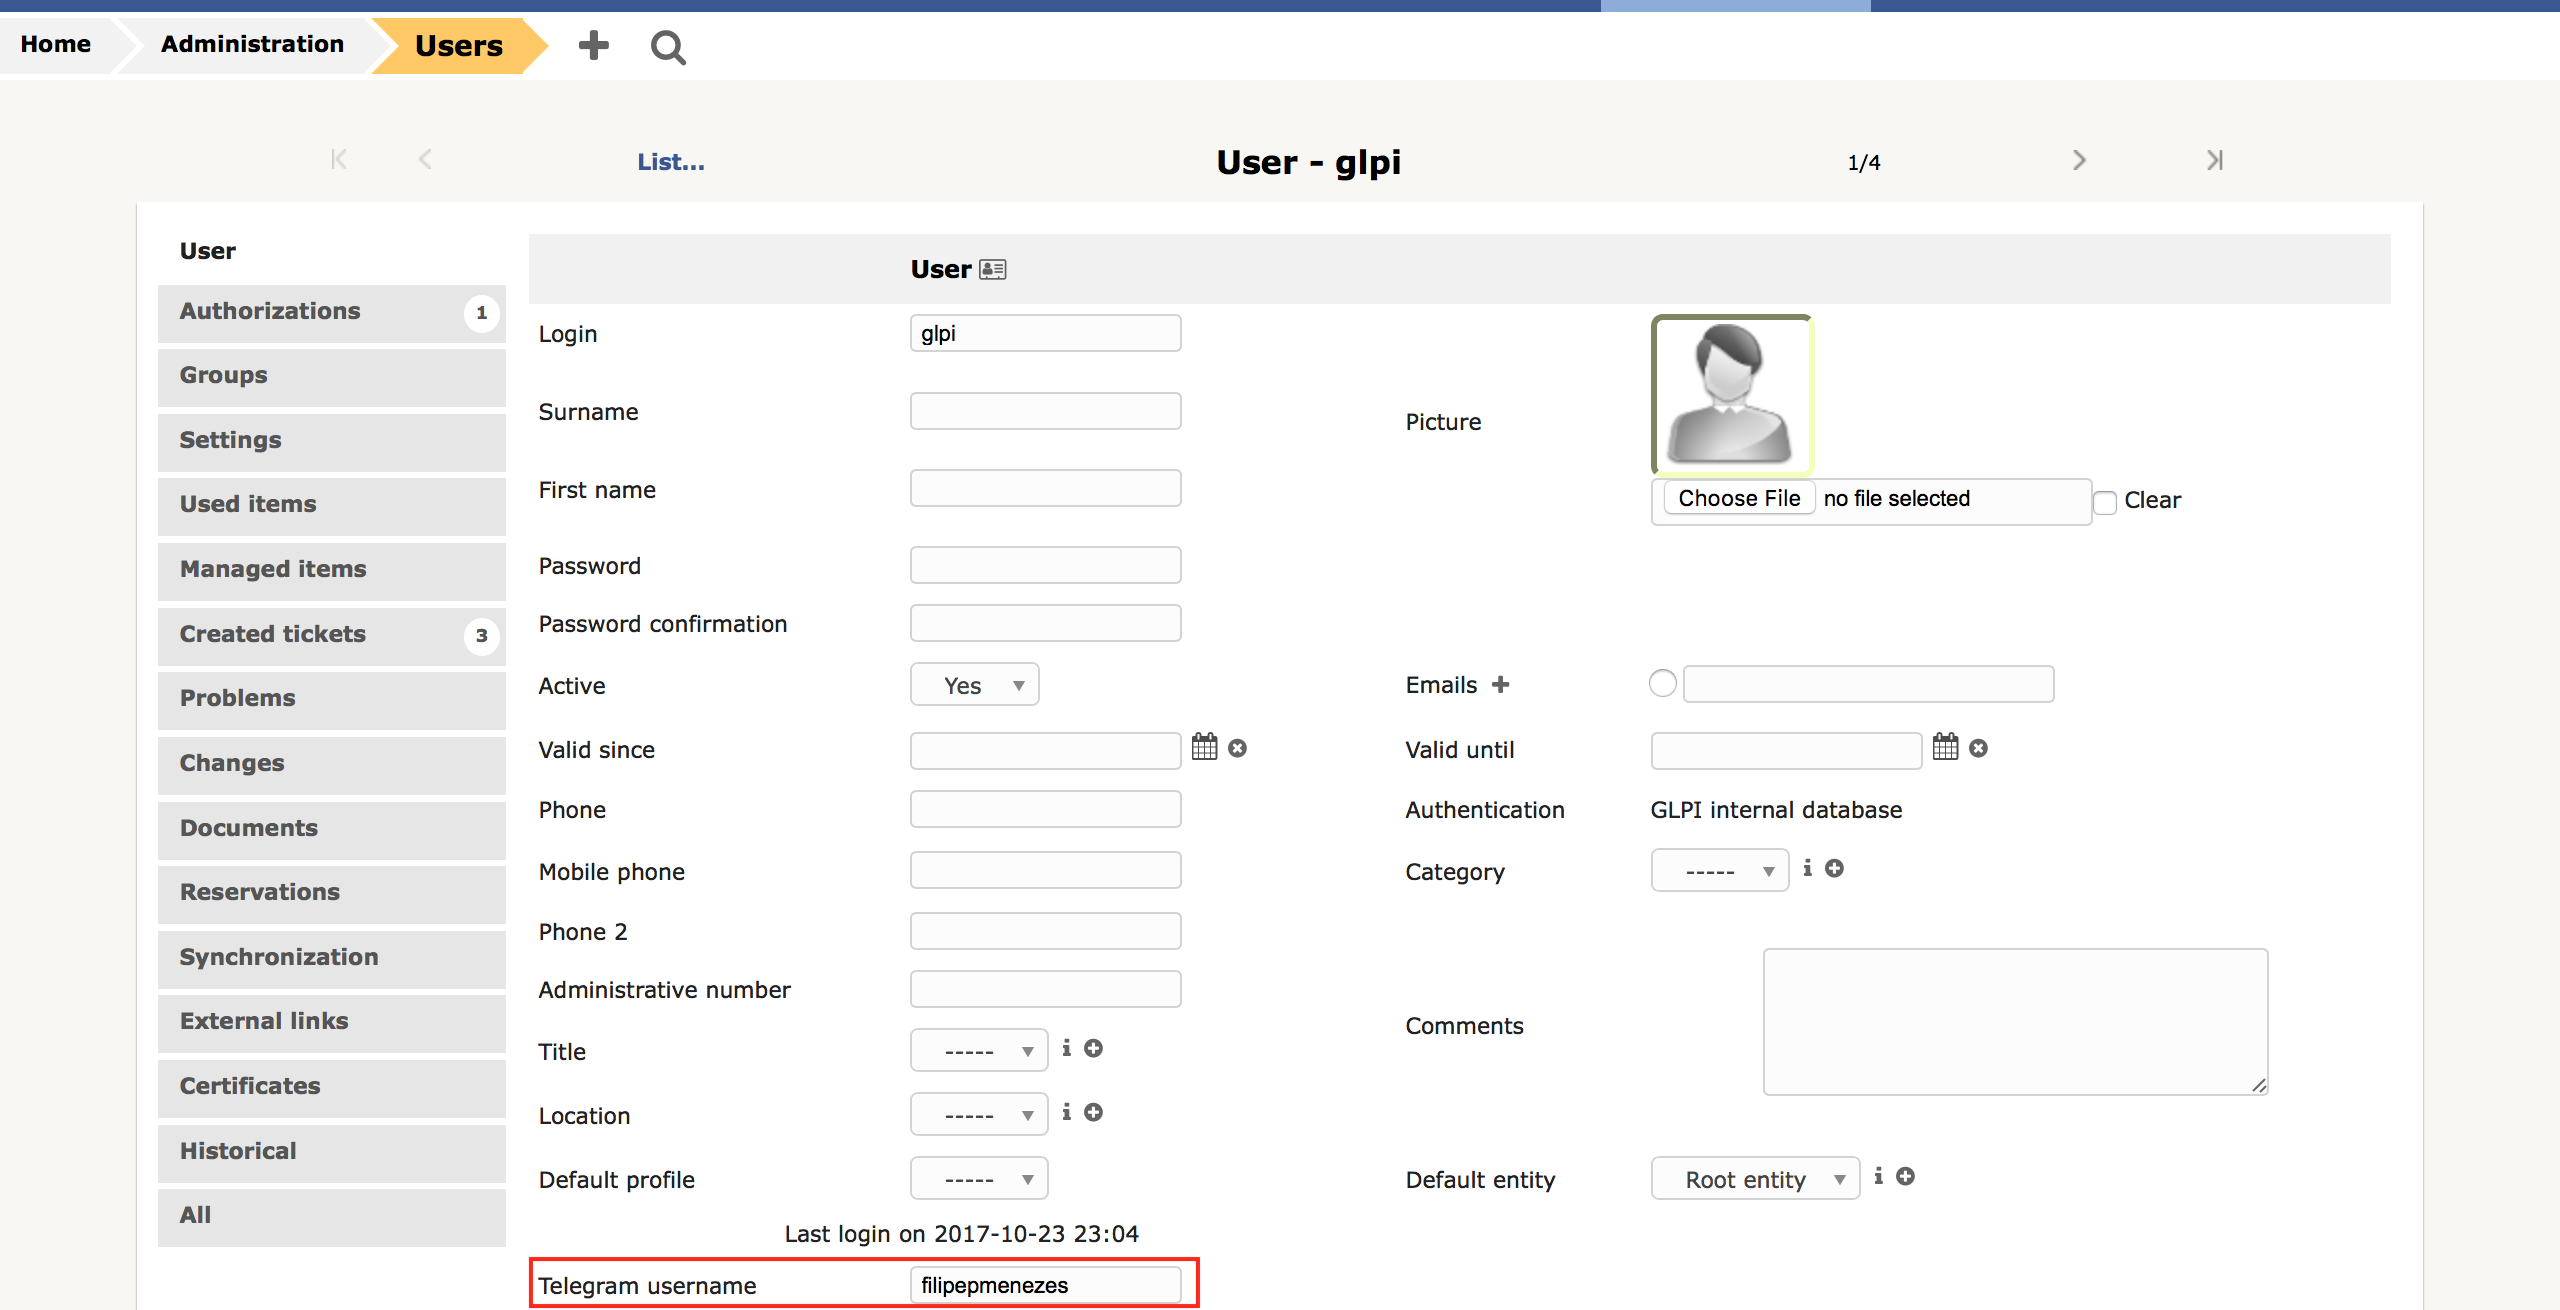 Home Administration Users
List... User - glpi 1/4
User
Authorizations 1
Groups
Settings
Used items
Managed items
Created tickets 3
Problems
Changes
Documents
Reservations
Synchronization
External links
Certificates
Historical
All
User
Login glpi
Surname
Picture
First name
Choose File no file selected Clear
Password
Password confirmation
Active Yes Emails
Valid since Valid until
Phone Authentication GLPI internal database
Mobile phone Category -----
Phone 2
Administrative number
Comments
Title -----
Location -----
Default profile ----- Default entity Root entity
Last login on 2017-10-23 23:04
Telegram username filipepmenezes